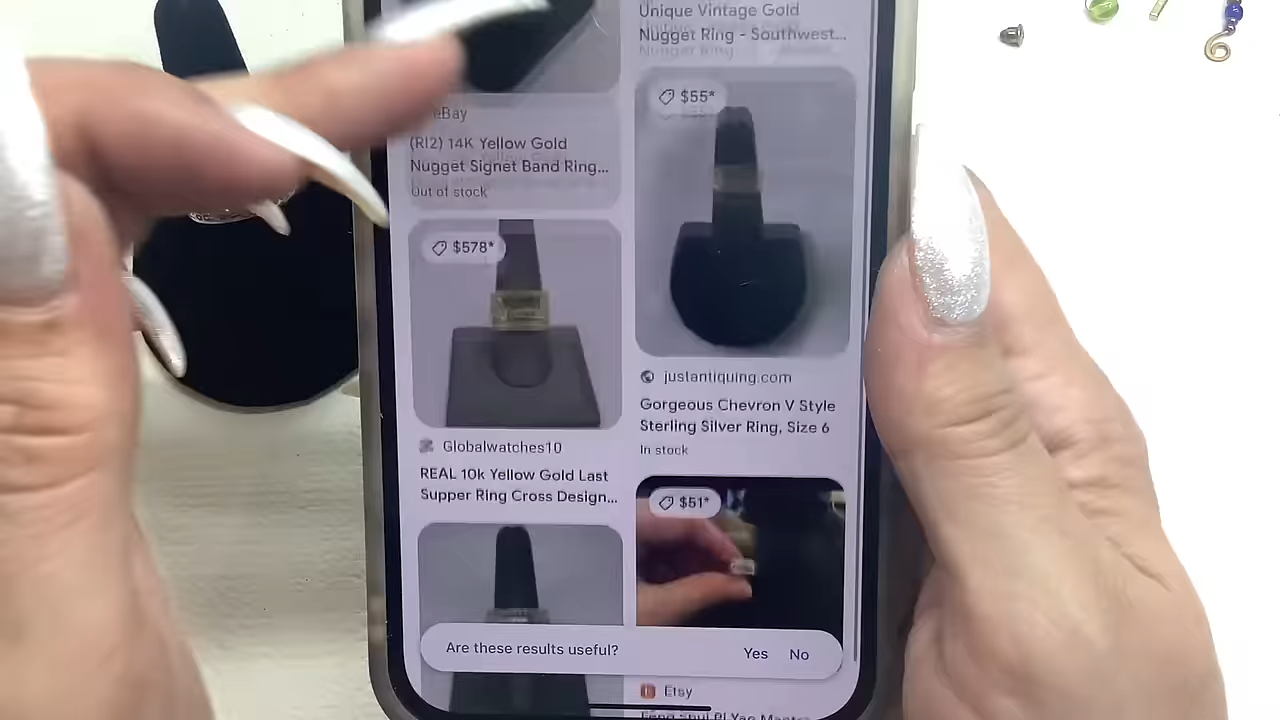 eBay
(RI2) 14K Yellow Gold
Nugget Signet Band Ring...
Out of stock
$578*
Globalwatches10
REAL 10k Yellow Gold Last
Supper Ring Cross Design...
Unique Vintage Gold
Nugget Ring - Southwest...
$55*
justantiquing.com
Gorgeous Chevron V Style
Sterling Silver Ring, Size 6
In stock
$51*
Etsy
Are these results useful?
Yes No